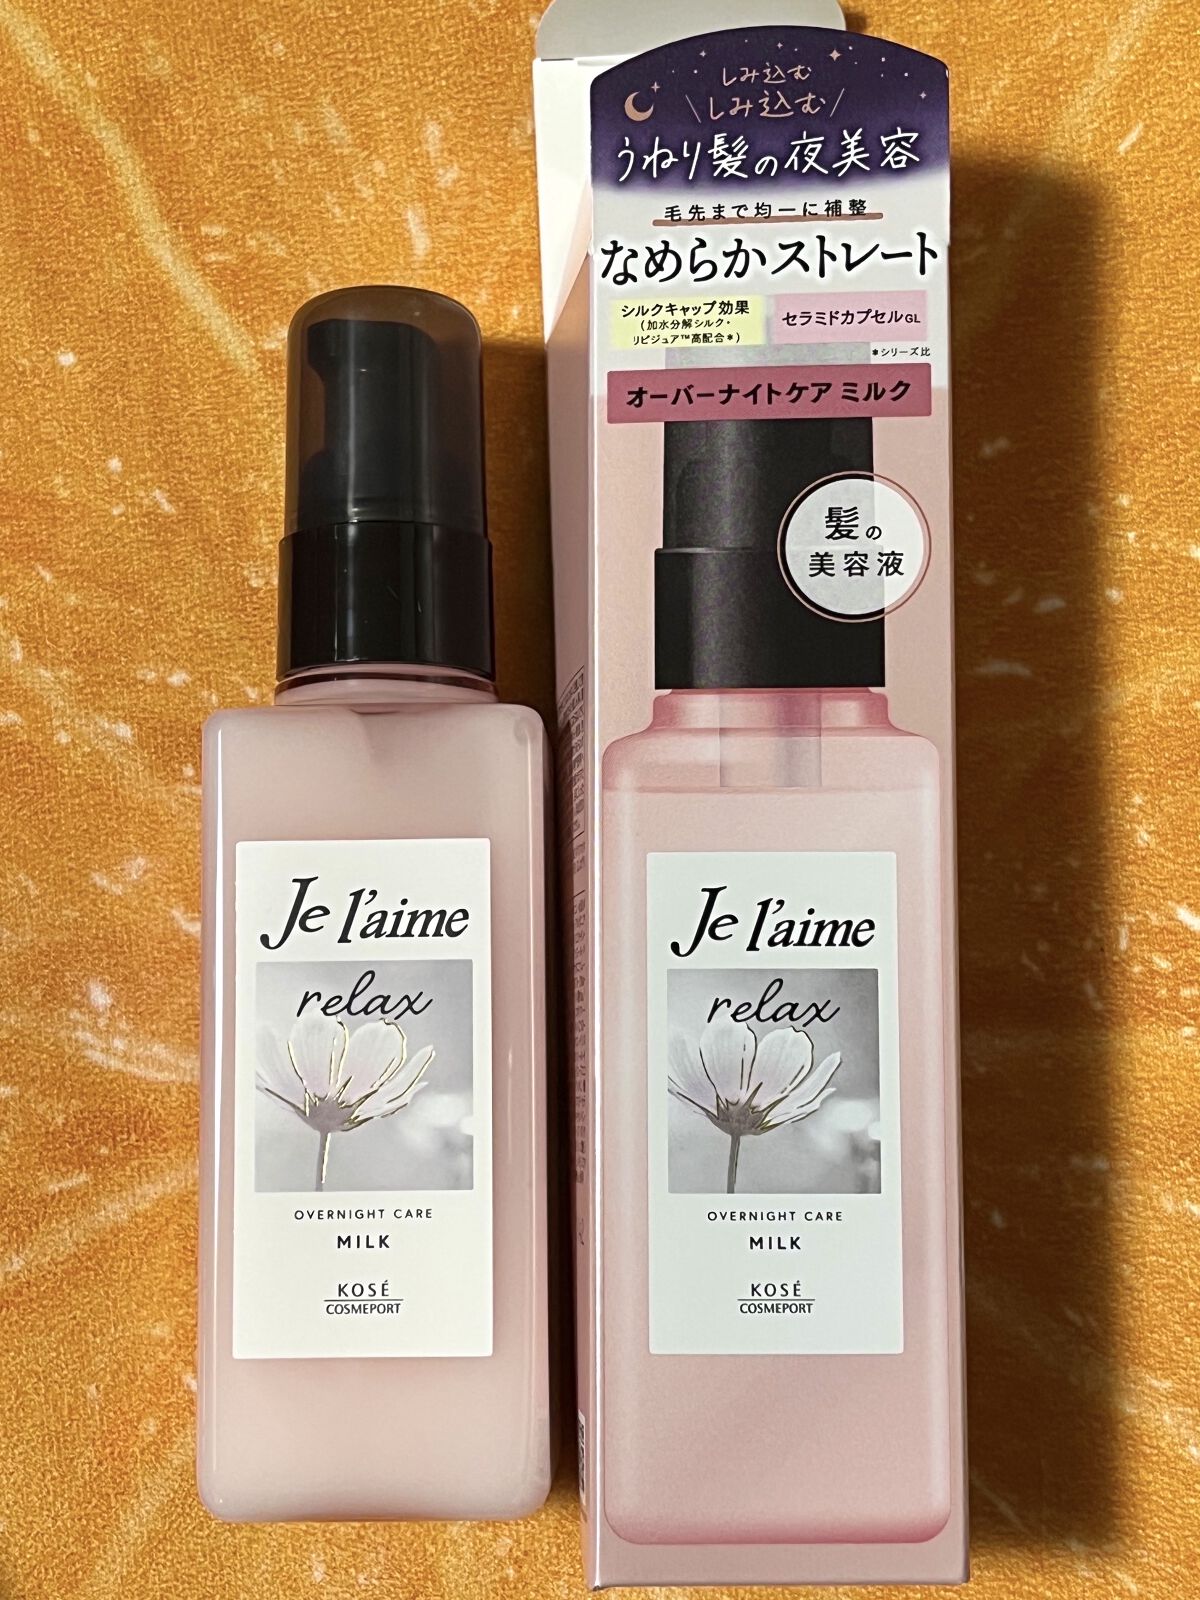 しみ込む
\しみ込む/
うねり髪の夜美容
毛先まで均一に補整
なめらかストレート
シルクキャップ効果
(加水分解シルク・
リピジュア™高配合*)
セラミドカプセルGL
*シリーズ比
オーバーナイトケア ミルク
髪の
美容液
Je l'aime
relax
OVERNIGHT CARE
MILK
KOSÉ
COSMEPORT
Je l'aime
relax
OVERNIGHT CARE
MILK
KOSÉ
COSMEPORT